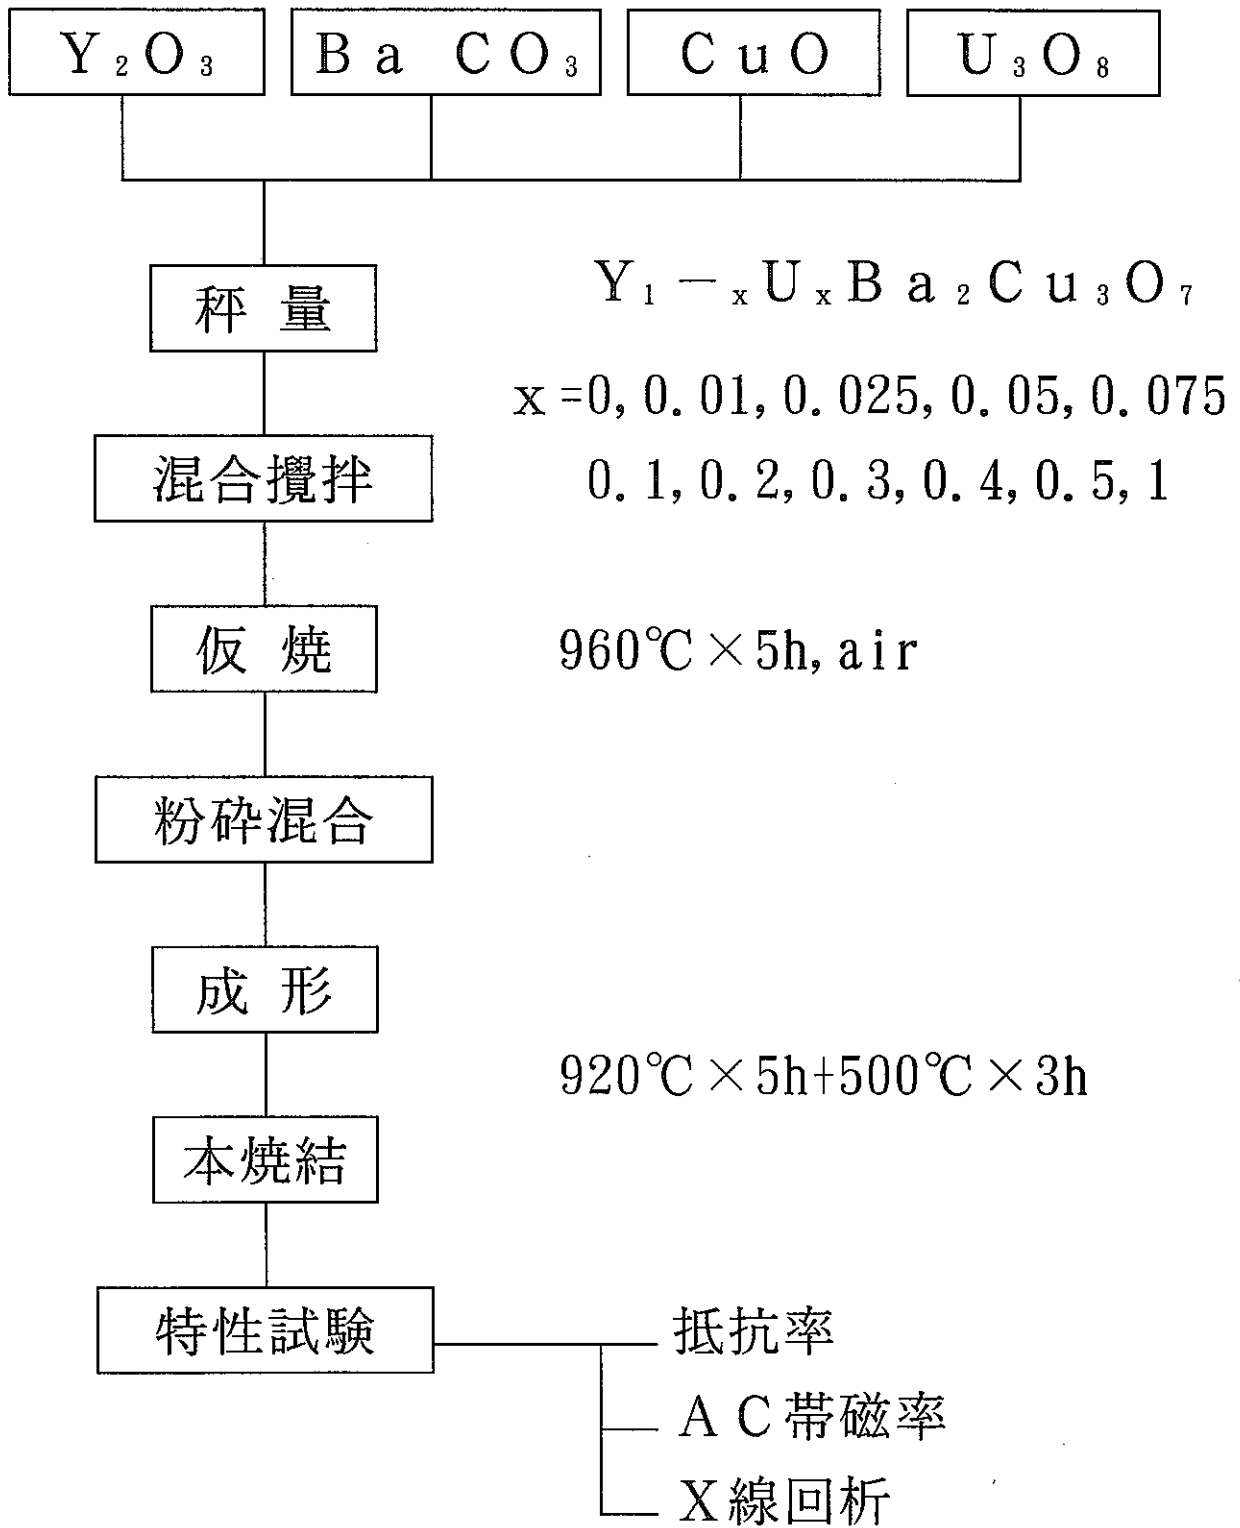 Y₂O₃
Ba CO₃
CuO
U₃O₈
秤量
Y₁−ₓUₓBa₂Cu₃O₇
x=0, 0.01, 0.025, 0.05, 0.075
0.1, 0.2, 0.3, 0.4, 0.5, 1
混合攪拌
仮焼
960℃×5h, air
粉砕混合
成形
920℃×5h+500℃×3h
本焼結
特性試験
抵抗率
AC帯磁率
X線回析